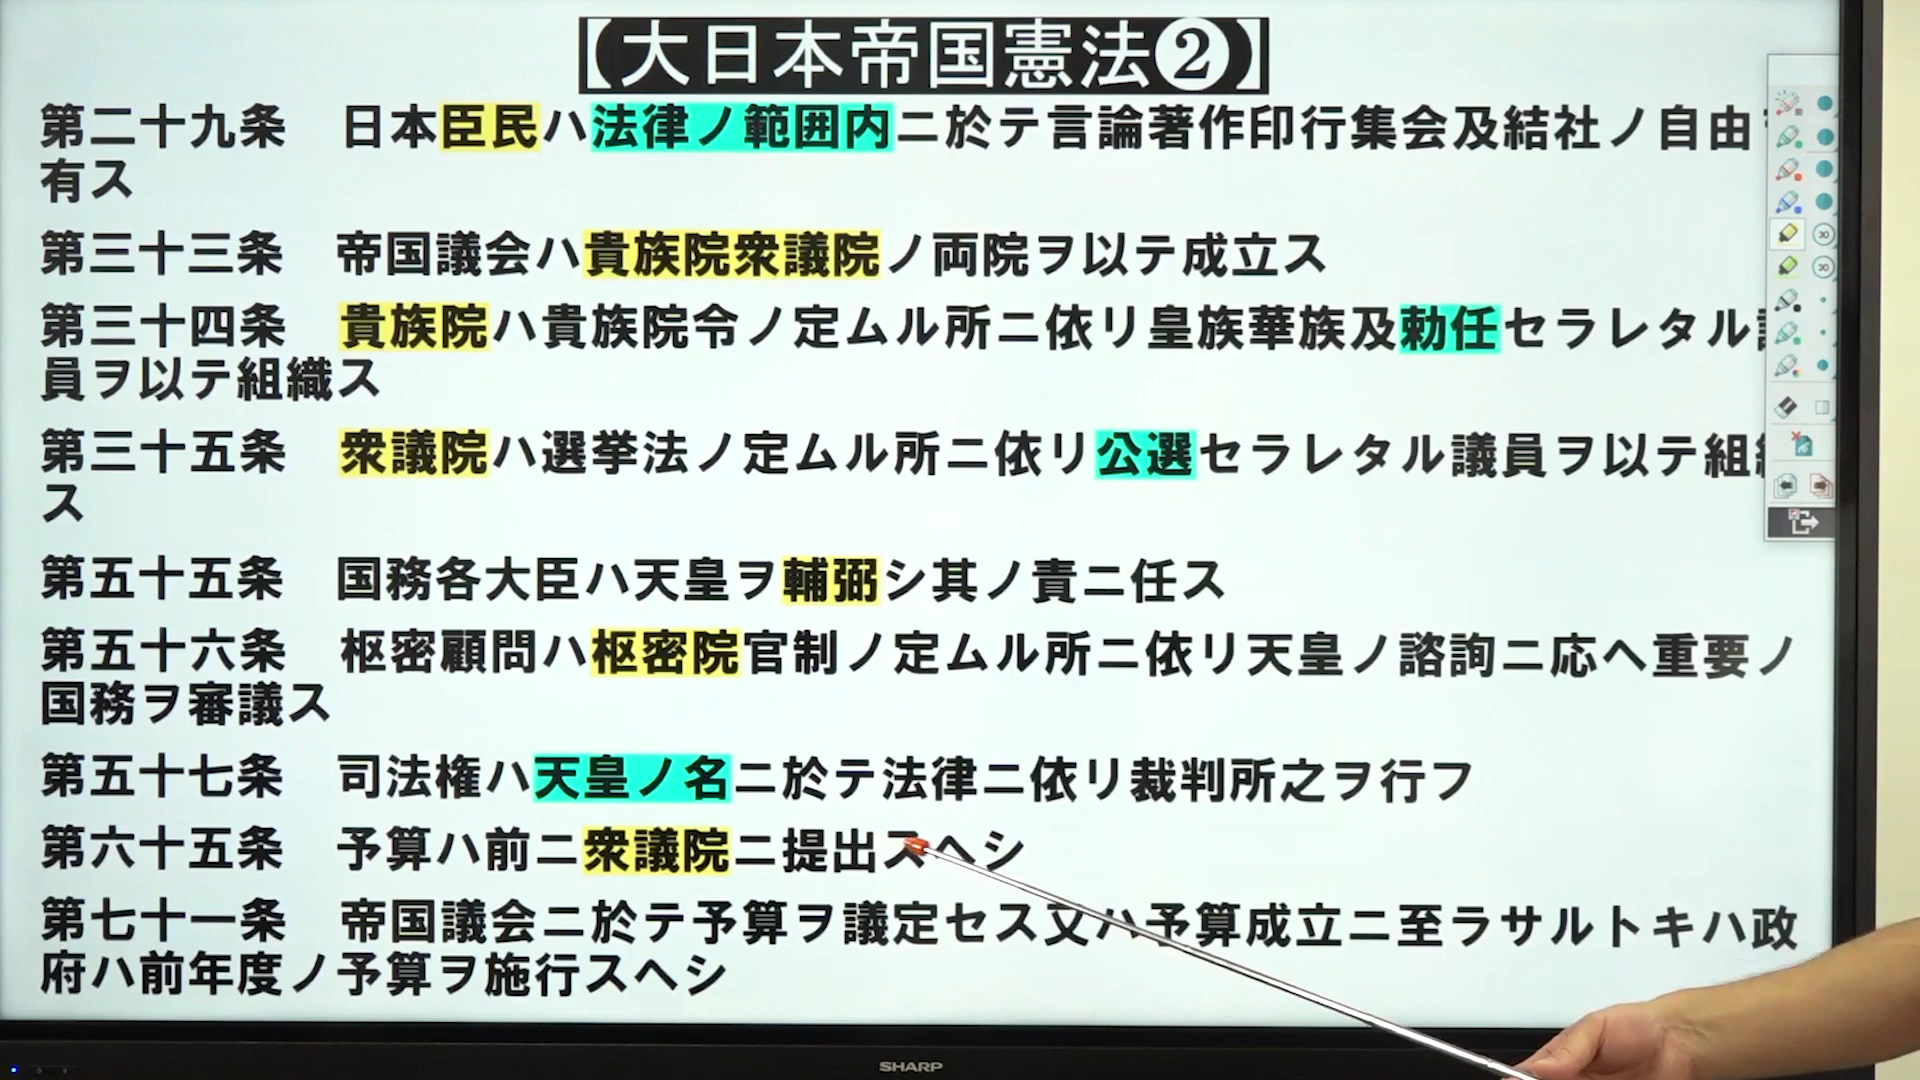 【大日本帝国憲法❷】
第二十九条 日本臣民ハ法律ノ範囲内ニ於テ言論著作印行集会及結社ノ自由
有ス
第三十三条 帝国議会ハ貴族院衆議院ノ両院ヲ以テ成立ス
第三十四条 貴族院ハ貴族院令ノ定ムル所ニ依リ皇族華族及勅任セラレタル
員ヲ以テ組織ス
第三十五条 衆議院ハ選挙法ノ定ムル所ニ依リ公選セラレタル議員ヲ以テ組
ス
第五十五条 国務各大臣ハ天皇ヲ輔弼シ其ノ責ニ任ス
第五十六条 枢密顧問ハ枢密院官制ノ定ムル所ニ依リ天皇ノ諮詢ニ応ヘ重要ノ
国務ヲ審議ス
第五十七条 司法権ハ天皇ノ名ニ於テ法律ニ依リ裁判所之ヲ行フ
第六十五条 予算ハ前ニ衆議院ニ提出スヘシ
第七十一条 帝国議会ニ於テ予算ヲ議定セス又ハ予算成立ニ至ラサルトキハ政
府ハ前年度ノ予算ヲ施行スヘシ
30
30
SHARP